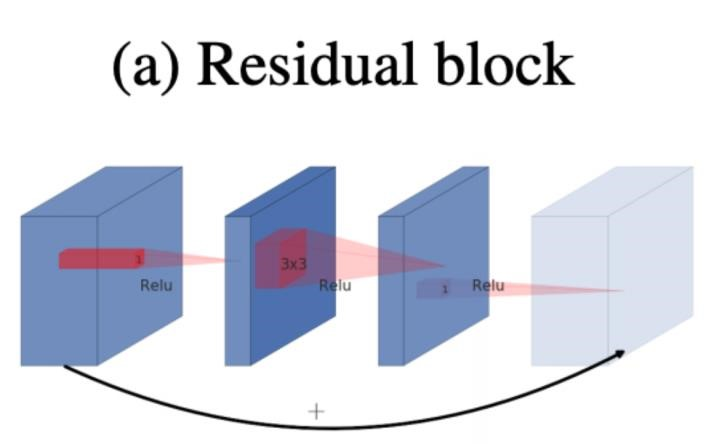 (a) Residual block
1
3x3
Relu
Relu
1
Relu
+